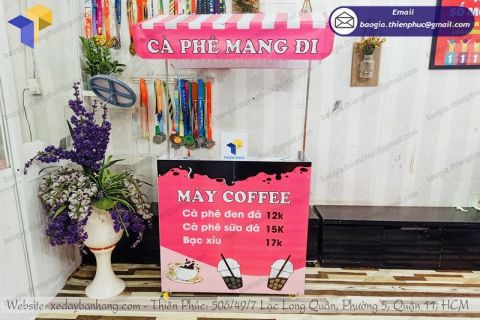 Email
baogia.thienphuc@gmail.com
CÀ PHÊ MANG ĐI
THIÊN PHÚC
MÂY COFFEE
Cà phê đen đá 12k
Cà phê sữa đá 15K
Bạc xỉu 17k
Website: xedaybanhang.com - Thiên Phúc: 506/49/7 Lạc Long Quân, Phường 5, Quận 11, HCM